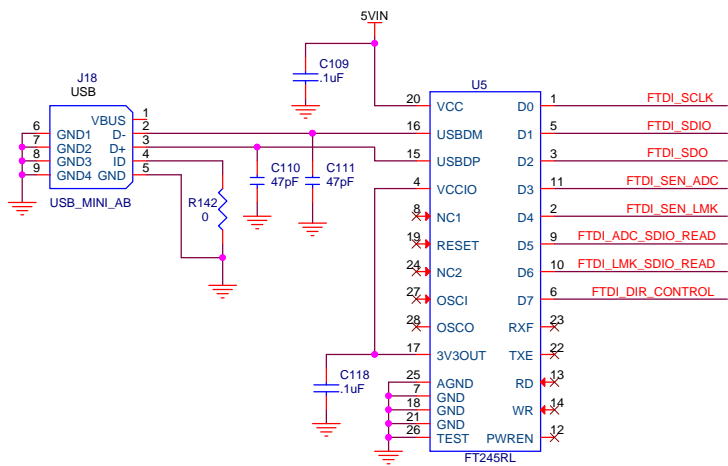 5VIN
C109
.1uF
J18
USB
VBUS 1
6 GND1 D- 2
7 GND2 D+ 3
8 GND3 ID 4
9 GND4 GND 5
USB_MINI_AB
R142
0
C110
47pF
C111
47pF
C118
.1uF
U5
20 VCC D0 1 FTDI_SCLK
16 USBDM D1 5 FTDI_SDIO
15 USBDP D2 3 FTDI_SDO
4 VCCIO D3 11 FTDI_SEN_ADC
8 NC1 D4 2 FTDI_SEN_LMK
19 RESET D5 9 FTDI_ADC_SDIO_READ
24 NC2 D6 10 FTDI_LMK_SDIO_READ
27 OSCI D7 6 FTDI_DIR_CONTROL
28 OSCO RXF 23
17 3V3OUT TXE 22
25 AGND RD 13
7 GND
18 GND WR 14
21 GND
26 TEST PWREN 12
FT245RL